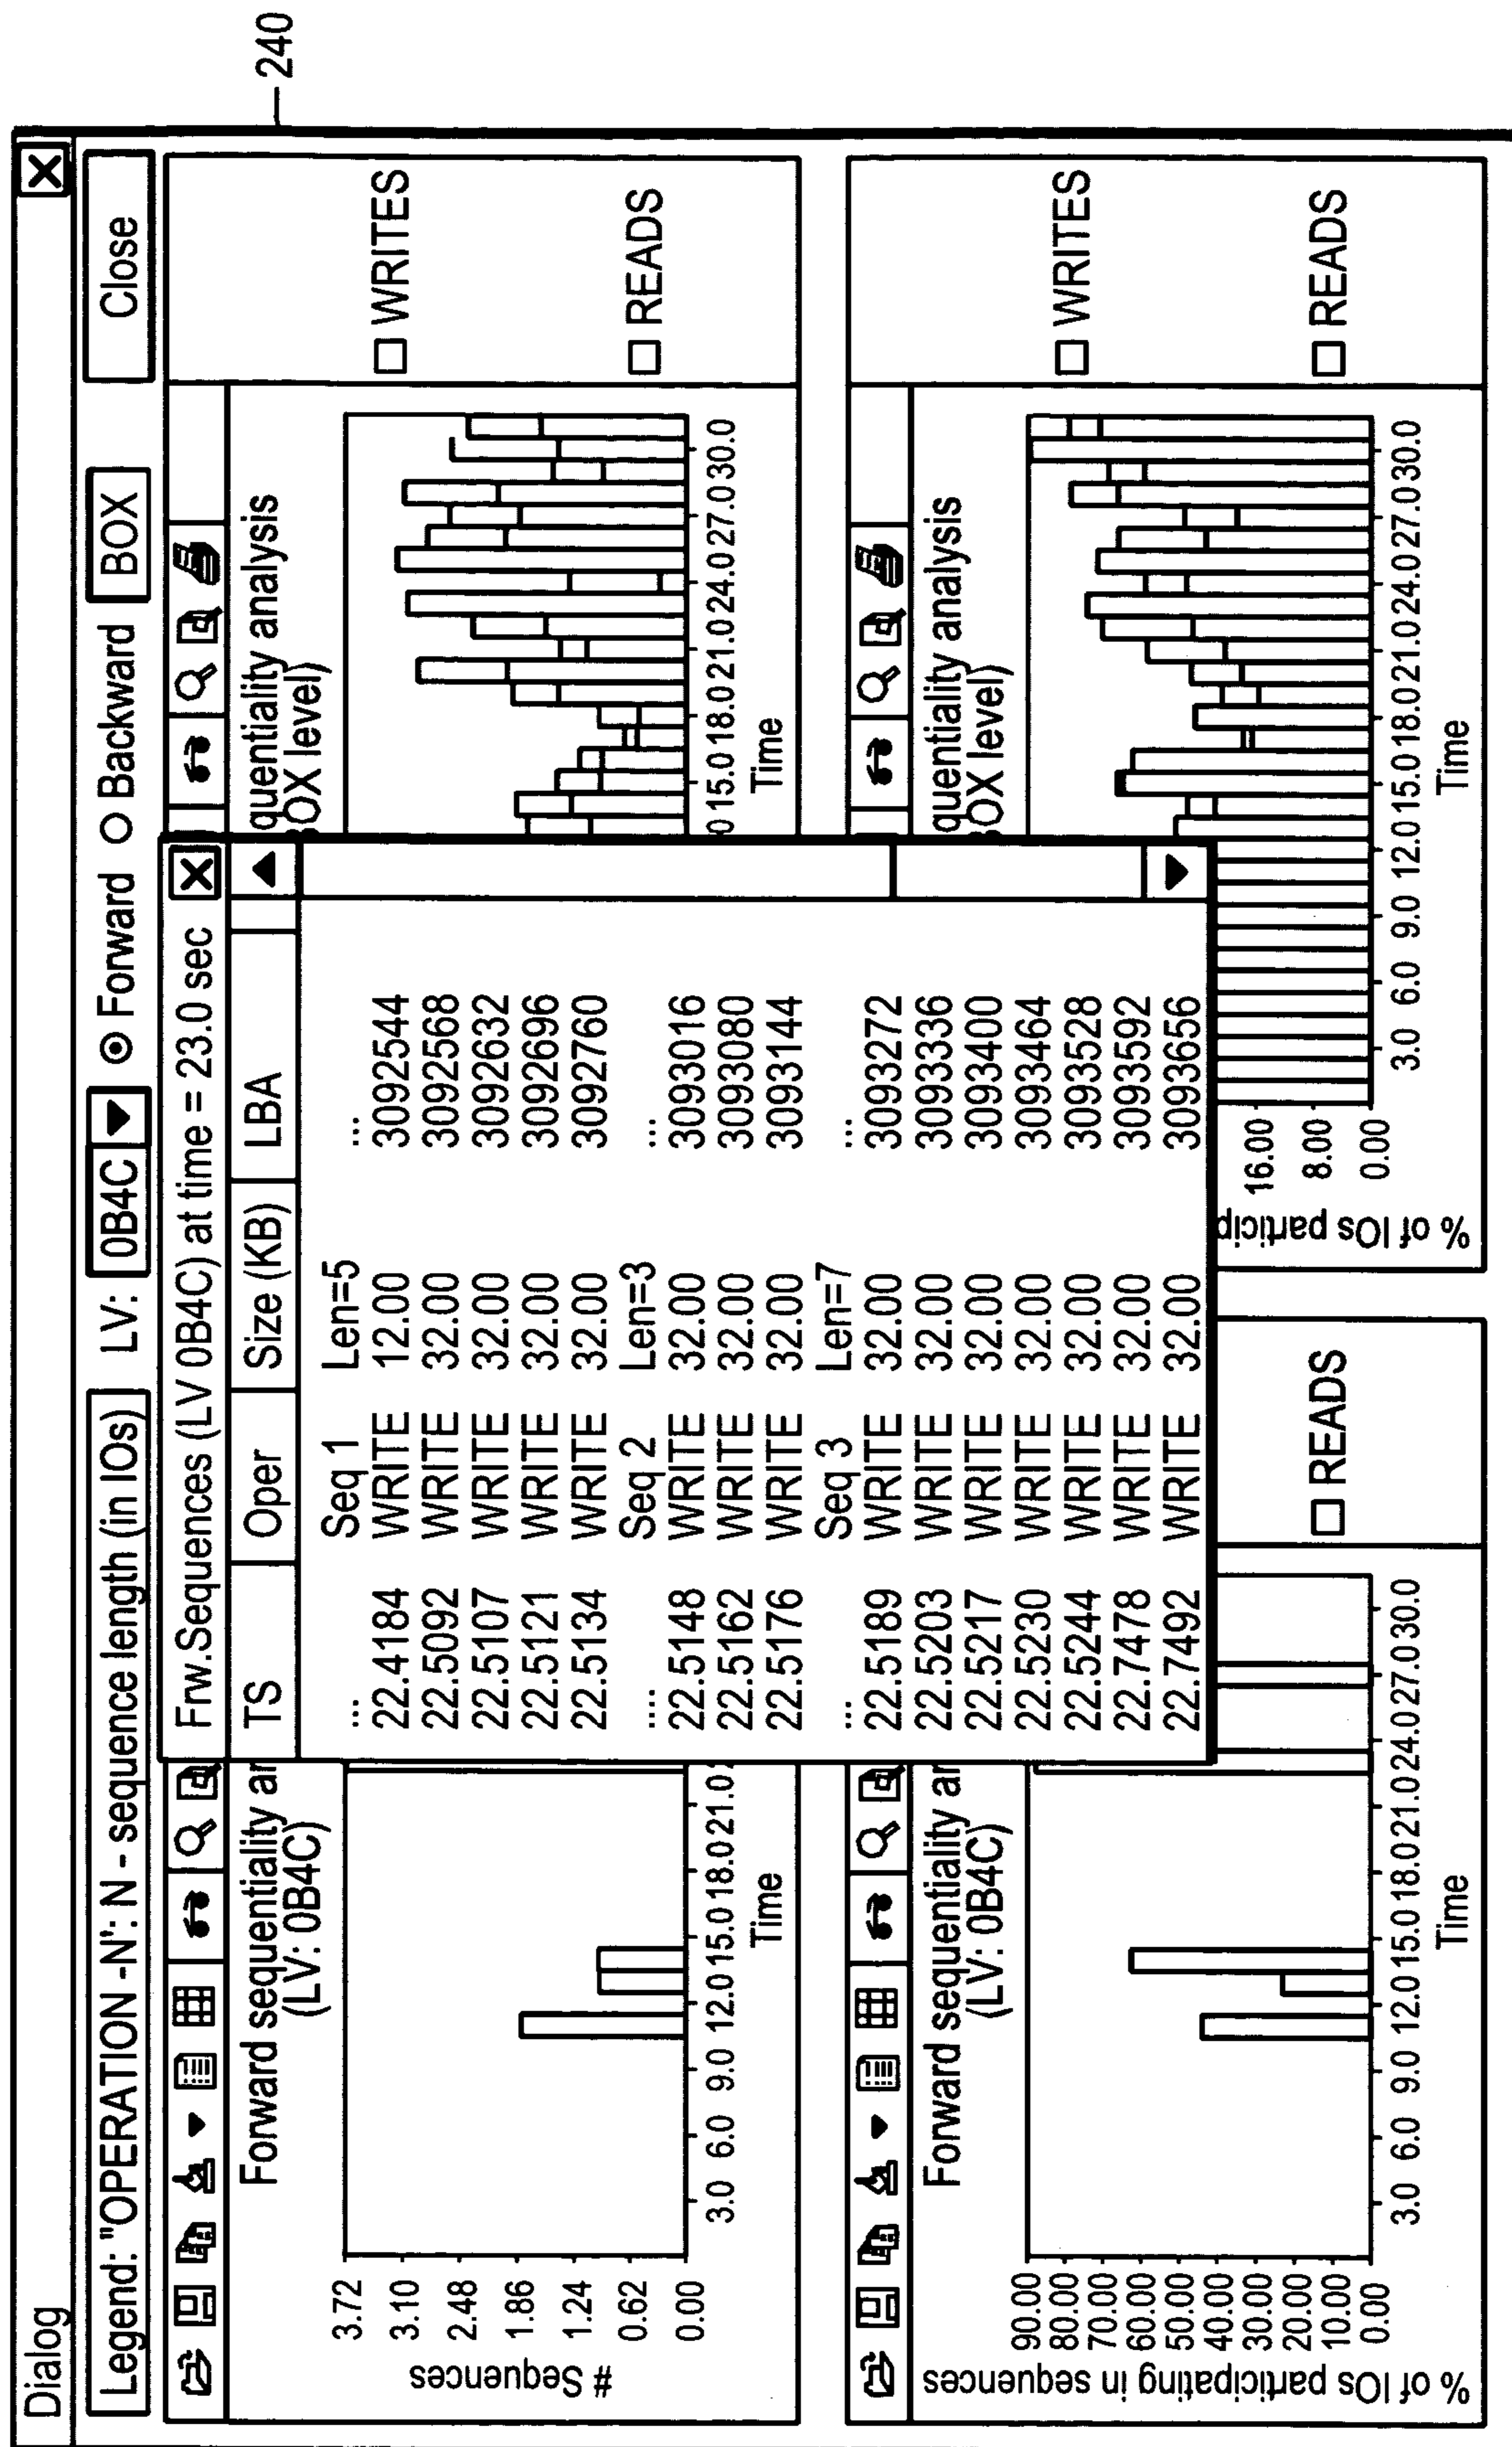 Dialog
Legend: "OPERATION -N': N - sequence length (in IOs) LV: 0B4C Forward Backward BOX Close
240
Frw.Sequences (LV 0B4C) at time = 23.0 sec
TS Oper Size (KB) LBA
... Seq 1 Len=5 ...
22.4184 WRITE 12.00 3092544
22.5092 WRITE 32.00 3092568
22.5107 WRITE 32.00 3092632
22.5121 WRITE 32.00 3092696
22.5134 WRITE 32.00 3092760
.... Seq 2 Len=3 ...
22.5148 WRITE 32.00 3093016
22.5162 WRITE 32.00 3093080
22.5176 WRITE 32.00 3093144
... Seq 3 Len=7 ...
22.5189 WRITE 32.00 3093272
22.5203 WRITE 32.00 3093336
22.5217 WRITE 32.00 3093400
22.5230 WRITE 32.00 3093464
22.5244 WRITE 32.00 3093528
22.7478 WRITE 32.00 3093592
22.7492 WRITE 32.00 3093656
Forward sequentiality ar
(LV: 0B4C)
# Sequences
3.72
3.10
2.48
1.86
1.24
0.62
0.00
3.0 6.0 9.0 12.0 15.0 18.0 21.0
Time
quentiality analysis
OX level)
WRITES
READS
0 15.0 18.0 21.0 24.0 27.0 30.0
Time
Forward sequentiality ar
(LV: 0B4C)
% of IOs participating in sequences
90.00
80.00
70.00
60.00
50.00
40.00
30.00
20.00
10.00
0.00
3.0 6.0 9.0 12.0 15.0 18.0 21.0 24.0 27.0 30.0
Time
READS
quentiality analysis
OX level)
% of IOs particip
16.00
8.00
0.00
3.0 6.0 9.0 12.0 15.0 18.0 21.0 24.0 27.0 30.0
Time
WRITES
READS